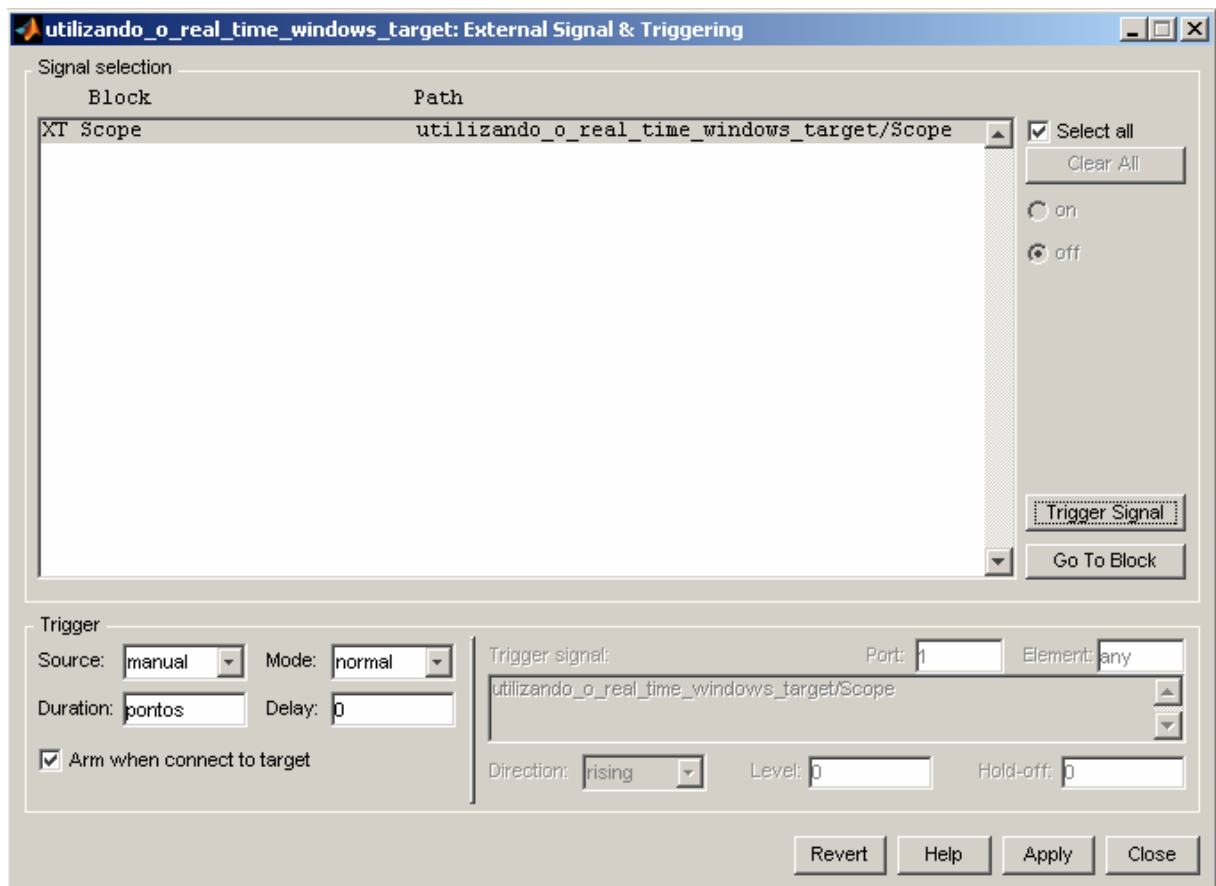 utilizando_o_real_time_windows_target: External Signal & Triggering
Signal selection
Block Path
XT Scope utilizando_o_real_time_windows_target/Scope
Select all
Clear All
on
off
Trigger Signal
Go To Block
Trigger
Source: manual Mode: normal
Duration: pontos Delay: 0
Arm when connect to target
Trigger signal: Port: 1 Element: any
utilizando_o_real_time_windows_target/Scope
Direction: rising Level: 0 Hold-off: 0
Revert Help Apply Close